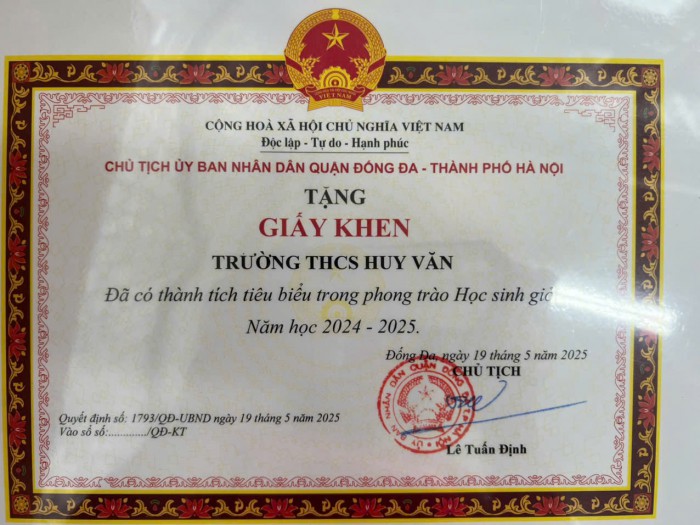 CỘNG HOÀ XÃ HỘI CHỦ NGHĨA VIỆT NAM
Độc lập - Tự do - Hạnh phúc
CHỦ TỊCH ỦY BAN NHÂN DÂN QUẬN ĐỐNG ĐA - THÀNH PHỐ HÀ NỘI
TẶNG
GIẤY KHEN
TRƯỜNG THCS HUY VĂN
Đã có thành tích tiêu biểu trong phong trào Học sinh giỏi
Năm học 2024 - 2025.
Đống Đa, ngày 19 tháng 5 năm 2025
CHỦ TỊCH
Quyết định số: 1793/QĐ-UBND ngày 19 tháng 5 năm 2025
Vào sổ số:............./QĐ-KT
Lê Tuấn Định